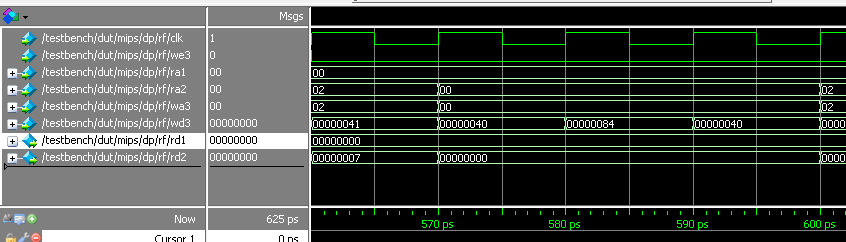 Msgs
/testbench/dut/mips/dp/rf/clk 1
/testbench/dut/mips/dp/rf/we3 0
/testbench/dut/mips/dp/rf/ra1 00 00
/testbench/dut/mips/dp/rf/ra2 00 02 00 02
/testbench/dut/mips/dp/rf/wa3 00 02 00 02
/testbench/dut/mips/dp/rf/wd3 00000000 00000041 00000040 00000084 00000040 0000
/testbench/dut/mips/dp/rf/rd1 00000000 00000000
/testbench/dut/mips/dp/rf/rd2 00000000 00000007 00000000 0000
Now 625 ps 570 ps 580 ps 590 ps 600 ps
Cursor 1 0 ps